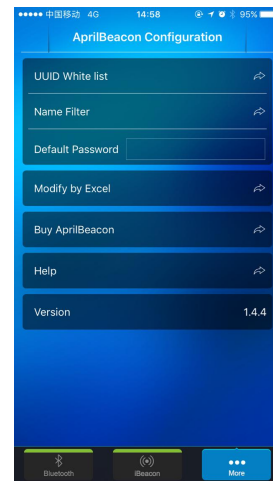 中国移动 4G 14:58 95%
AprilBeacon Configuration
UUID White list
Name Filter
Default Password
Modify by Excel
Buy AprilBeacon
Help
Version 1.4.4
Bluetooth iBeacon More